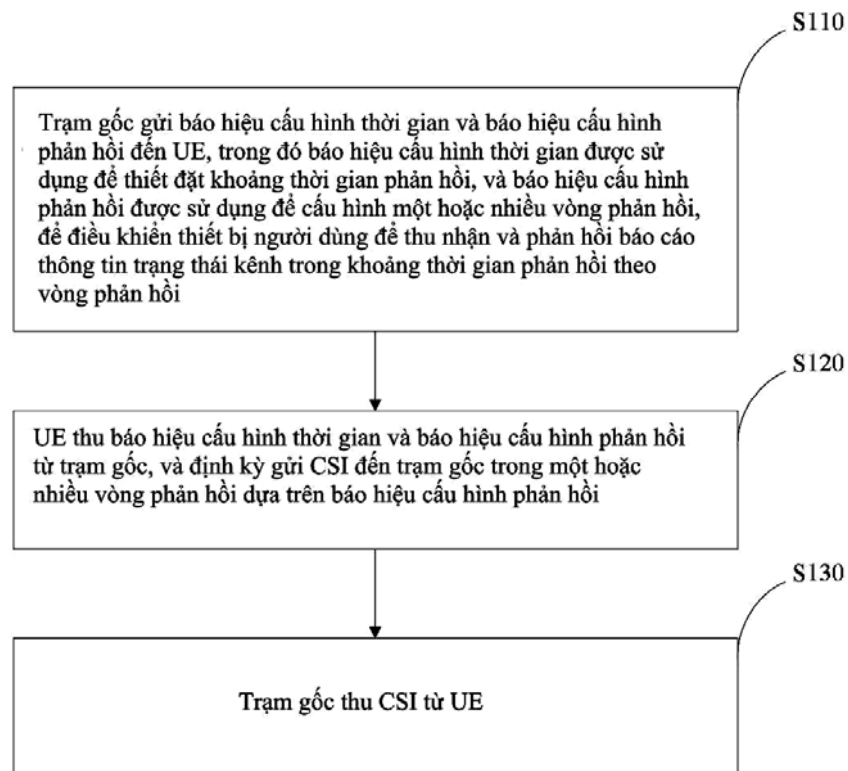 S110
Trạm gốc gửi báo hiệu cấu hình thời gian và báo hiệu cấu hình
phản hồi đến UE, trong đó báo hiệu cấu hình thời gian được sử
dụng để thiết đặt khoảng thời gian phản hồi, và báo hiệu cấu hình
phản hồi được sử dụng để cấu hình một hoặc nhiều vòng phản hồi,
để điều khiển thiết bị người dùng để thu nhận và phản hồi báo cáo
thông tin trạng thái kênh trong khoảng thời gian phản hồi theo
vòng phản hồi
S120
UE thu báo hiệu cấu hình thời gian và báo hiệu cấu hình phản hồi
từ trạm gốc, và định kỳ gửi CSI đến trạm gốc trong một hoặc
nhiều vòng phản hồi dựa trên báo hiệu cấu hình phản hồi
S130
Trạm gốc thu CSI từ UE